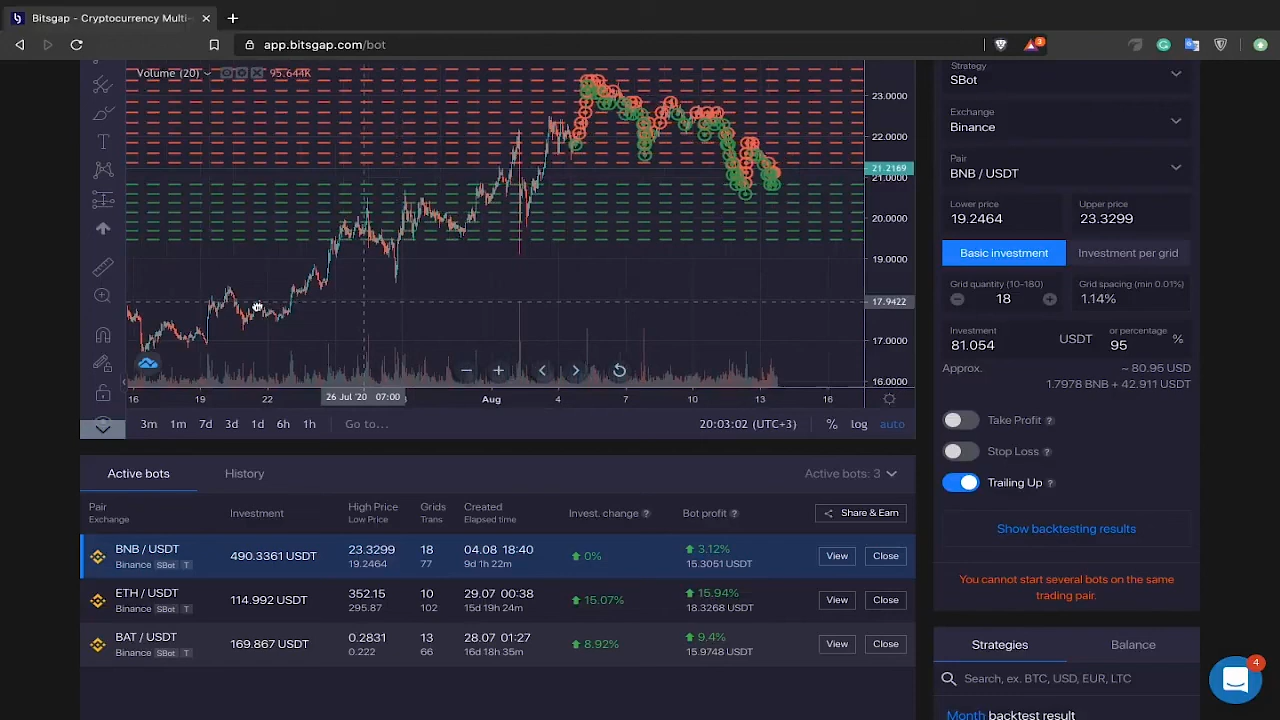 Bitsgap - Cryptocurrency Multi-
app.bitsgap.com/bot
3
Volume (20)
95.644K
23.0000
22.0000
21.2169
21.0000
20.0000
19.0000
17.9422
17.0000
16.0000
16
19
22
26 Jul '20 07:00
Aug
4
7
10
13
16
3m
1m
7d
3d
1d
6h
1h
Go to...
20:03:02 (UTC+3)
%
log
auto
Strategy
SBot
Exchange
Binance
Pair
BNB / USDT
Lower price
19.2464
Upper price
23.3299
Basic investment
Investment per grid
Grid quantity (10-180)
18
Grid spacing (min 0.01%)
1.14%
Investment
81.054
USDT
or percentage
95
%
Approx.
~ 80.95 USD
1.7978 BNB + 42.911 USDT
Take Profit ?
Stop Loss ?
Trailing Up ?
Show backtesting results
You cannot start several bots on the same
trading pair.
Active bots
History
Active bots: 3
Pair
Exchange
Investment
High Price
Low Price
Grids
Trans
Created
Elapsed time
Invest. change ?
Bot profit ?
Share & Earn
BNB / USDT
Binance SBot T
490.3361 USDT
23.3299
19.2464
18
77
04.08 18:40
9d 1h 22m
0%
3.12%
15.3051 USDT
View
Close
ETH / USDT
Binance SBot T
114.992 USDT
352.15
295.87
10
102
29.07 00:38
15d 19h 24m
15.07%
15.94%
18.3268 USDT
View
Close
BAT / USDT
Binance SBot T
169.867 USDT
0.2831
0.222
13
66
28.07 01:27
16d 18h 35m
8.92%
9.4%
15.9748 USDT
View
Close
Strategies
Balance
Search, ex. BTC, USD, EUR, LTC
Month backtest result
4